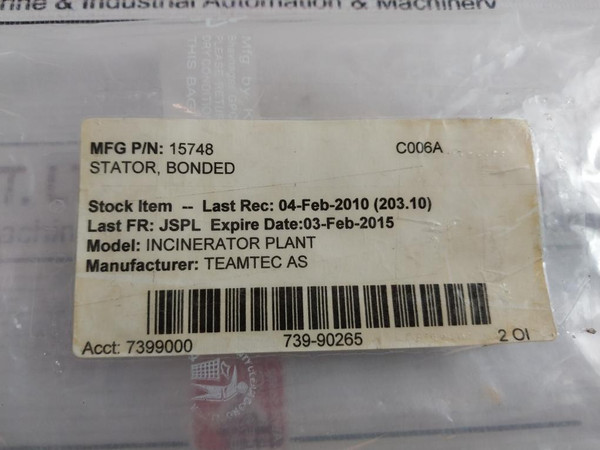 & Industrial Automation & Machinery
MFG P/N: 15748 C006A
STATOR, BONDED
Stock Item -- Last Rec: 04-Feb-2010 (203.10)
Last FR: JSPL Expire Date:03-Feb-2015
Model: INCINERATOR PLANT
Manufacturer: TEAMTEC AS
Acct: 7399000 739-90265 2 OI